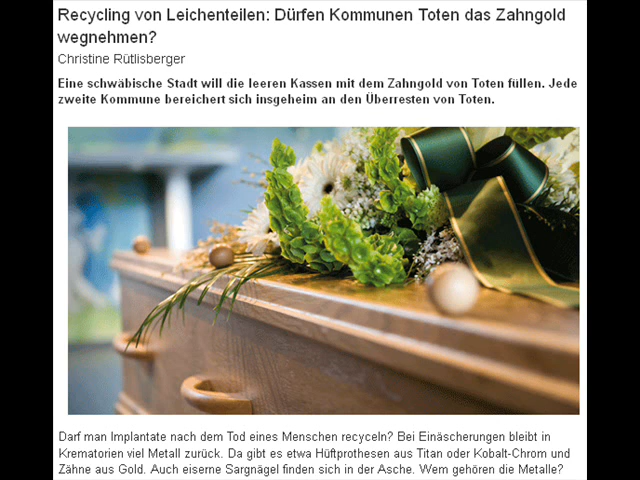 Recycling von Leichenteilen: Dürfen Kommunen Toten das Zahngold
wegnehmen?
Christine Rütlisberger
Eine schwäbische Stadt will die leeren Kassen mit dem Zahngold von Toten füllen. Jede
zweite Kommune bereichert sich insgeheim an den Überresten von Toten.
Darf man Implantate nach dem Tod eines Menschen recyceln? Bei Einäscherungen bleibt in
Krematorien viel Metall zurück. Da gibt es etwa Hüftprothesen aus Titan oder Kobalt-Chrom und
Zähne aus Gold. Auch eiserne Sargnägel finden sich in der Asche. Wem gehören die Metalle?